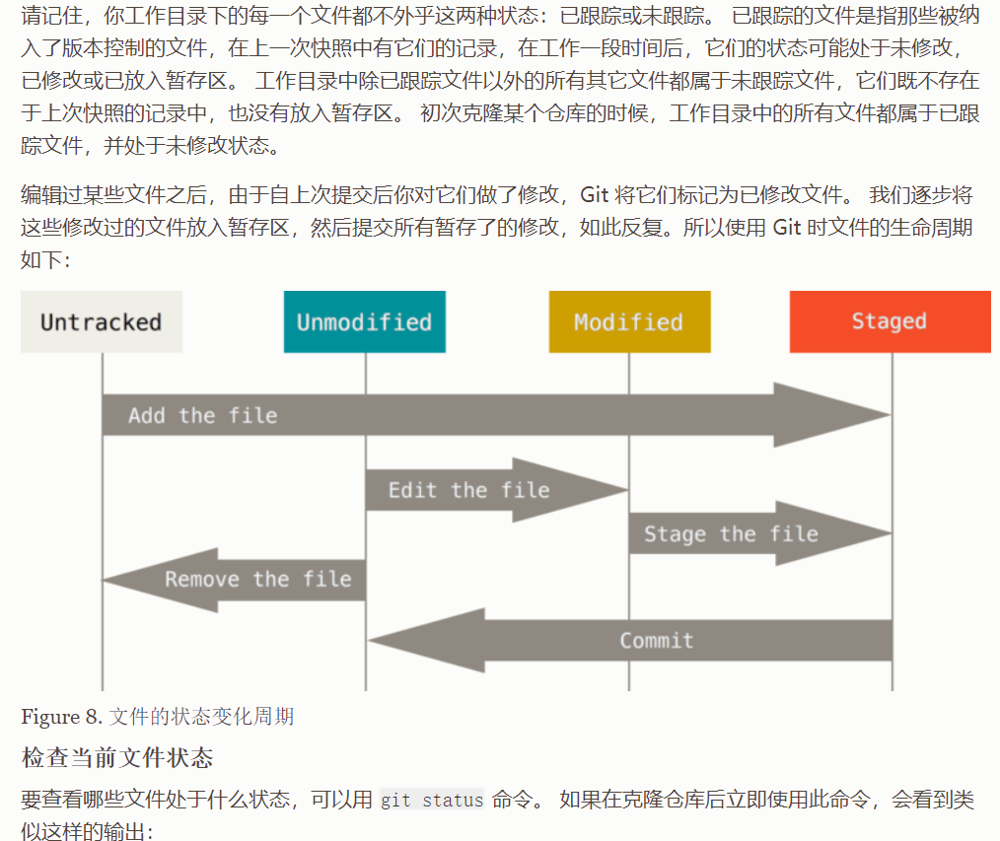 请记住，你工作目录下的每一个文件都不外乎这两种状态：已跟踪或未跟踪。 已跟踪的文件是指那些被纳
入了版本控制的文件，在上一次快照中有它们的记录，在工作一段时间后，它们的状态可能处于未修改，
已修改或已放入暂存区。 工作目录中除已跟踪文件以外的所有其它文件都属于未跟踪文件，它们既不存在
于上次快照的记录中，也没有放入暂存区。 初次克隆某个仓库的时候，工作目录中的所有文件都属于已跟
踪文件，并处于未修改状态。
编辑过某些文件之后，由于自上次提交后你对它们做了修改，Git 将它们标记为已修改文件。 我们逐步将
这些修改过的文件放入暂存区，然后提交所有暂存了的修改，如此反复。所以使用 Git 时文件的生命周期
如下：
Untracked
Unmodified
Modified
Staged
Add the file
Edit the file
Stage the file
Remove the file
Commit
Figure 8. 文件的状态变化周期
检查当前文件状态
要查看哪些文件处于什么状态，可以用 git status 命令。 如果在克隆仓库后立即使用此命令，会看到类
似这样的输出：